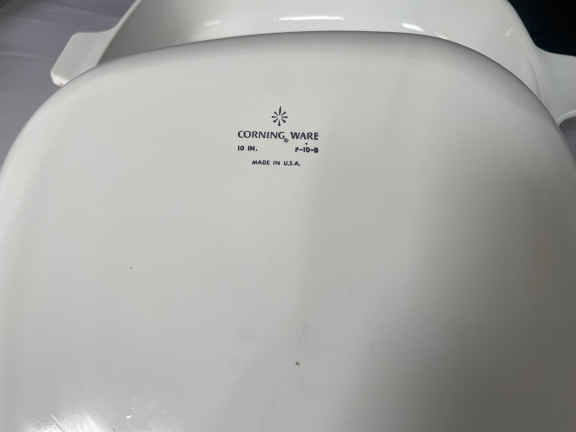 CORNING® WARE
10 IN. P-10-B
MADE IN U.S.A.